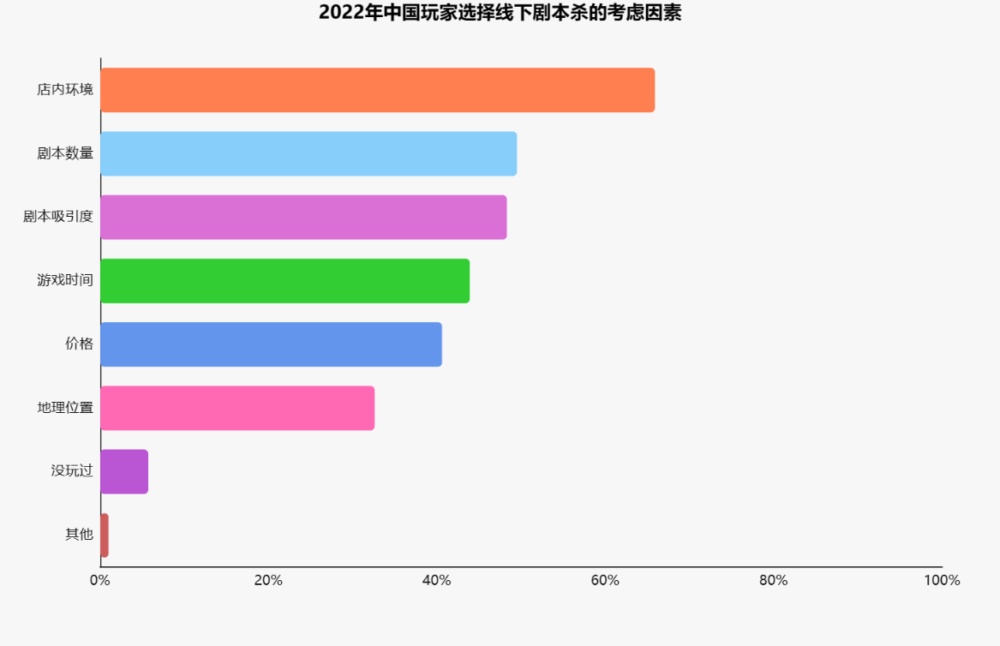 2022年中国玩家选择线下剧本杀的考虑因素
店内环境
剧本数量
剧本吸引度
游戏时间
价格
地理位置
没玩过
其他
0% 20% 40% 60% 80% 100%